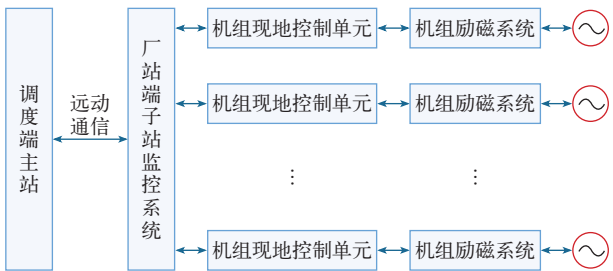 调度端主站
远动
通信
厂站端子站监控系统
机组现地控制单元
机组励磁系统
机组现地控制单元
机组励磁系统
⋮
⋮
机组现地控制单元
机组励磁系统